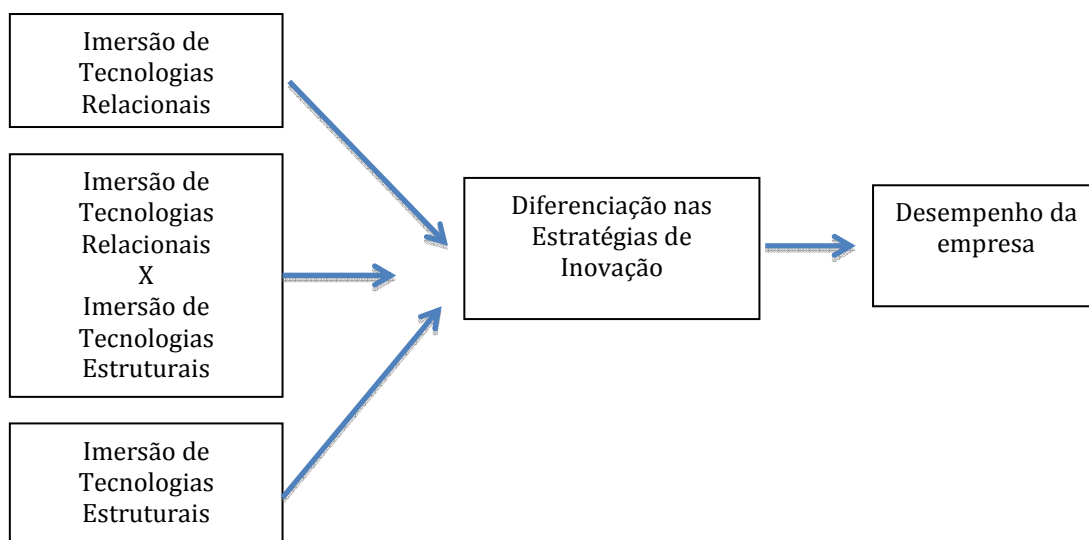 Imersão de
Tecnologias
Relacionais
Imersão de
Tecnologias
Relacionais
X
Imersão de
Tecnologias
Estruturais
Imersão de
Tecnologias
Estruturais
Diferenciação nas
Estratégias de
Inovação
Desempenho da
empresa